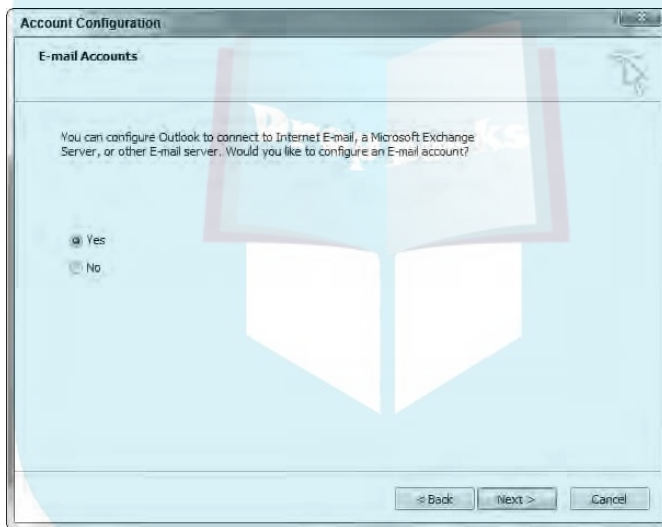 Account Configuration
E-mail Accounts
You can configure Outlook to connect to Internet E-mail, a Microsoft Exchange
Server, or other E-mail server. Would you like to configure an E-mail account?
Yes
No
< Back
Next >
Cancel